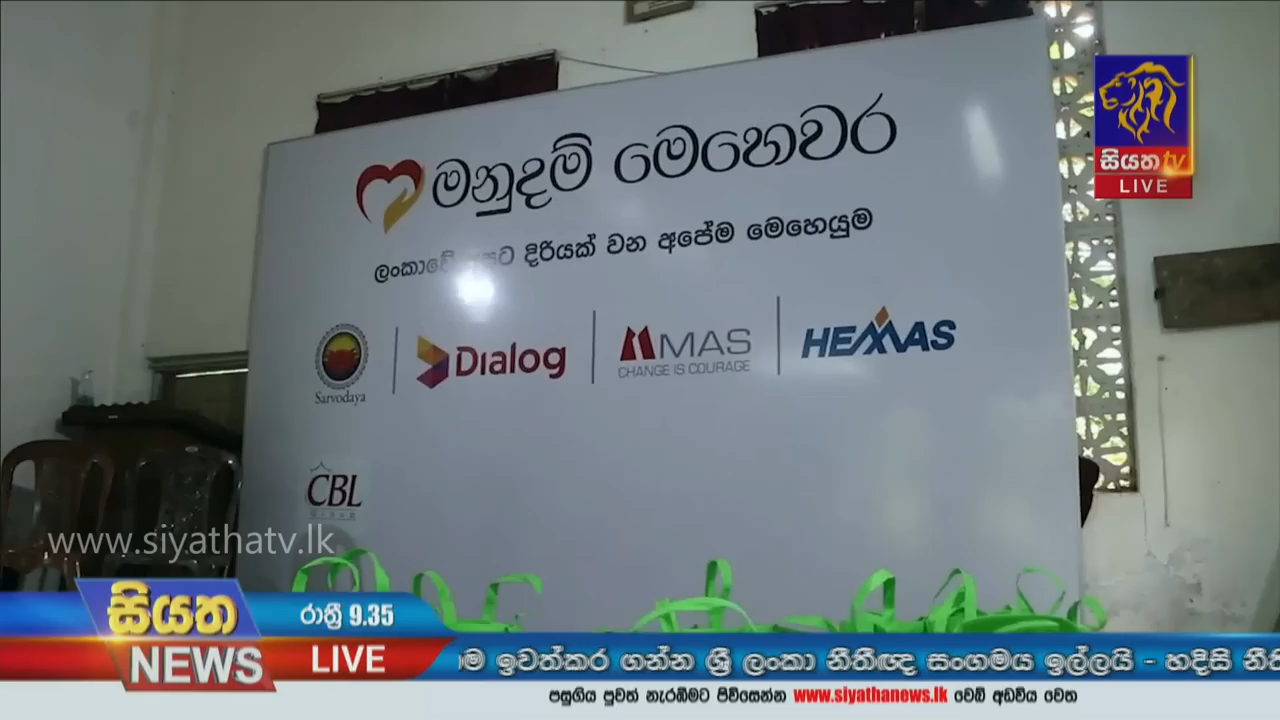 මනුදම් මෙහෙවර
දිරියක් වන අපේම මෙහෙයුම
Sarvodaya
Dialog
MAS
CHANGE IS COURAGE
HEMAS
CBL
සියත tv
LIVE
www.siyathatv.lk
සියත
NEWS
රාත්‍රී 9.35
LIVE
ඉවත්කර ගන්න ශ්‍රී ලංකා නීතීඥ සංගමය ඉල්ලයි - හදිසි
පසුගිය පුවත් නැරඹීමට පිවිසෙන්න www.siyathanews.lk වෙබ් අඩවිය වෙත